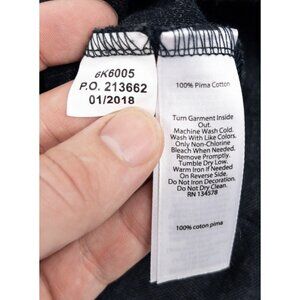 6K6005
P.O. 213662
01/2018
100% Pima Cotton
Turn Garment Inside
Out.
Machine Wash Cold.
Wash With Like Colors.
Only Non-Chlorine
Bleach When Needed.
Remove Promptly.
Tumble Dry Low.
Warm Iron If Needed
On Reverse Side.
Do Not Iron Decoration.
Do Not Dry Clean.
RN 134578
100% coton pima